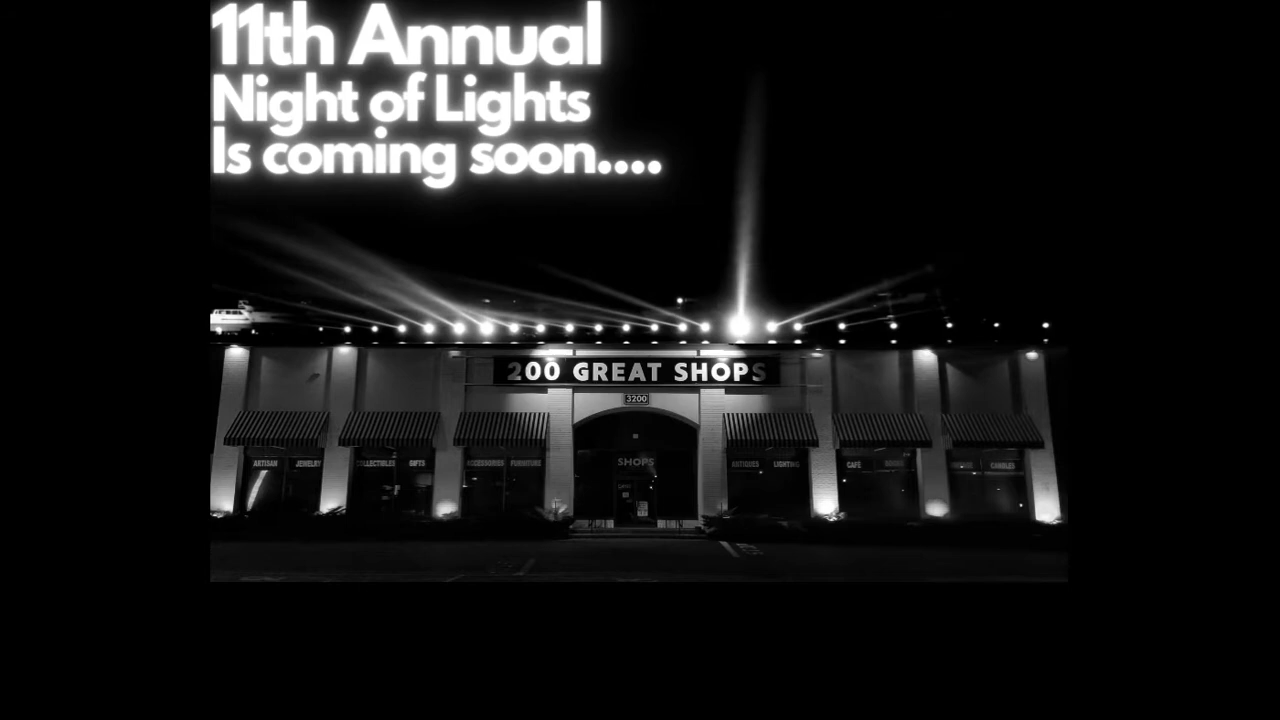 11th Annual
Night of Lights
Is coming soon....
200 GREAT SHOPS
3200
SHOPS
ARTISAN JEWELRY COLLECTIBLES GIFTS ACCESSORIES FURNITURE ANTIQUES LIGHTING CAFE BOOKS CANDLES